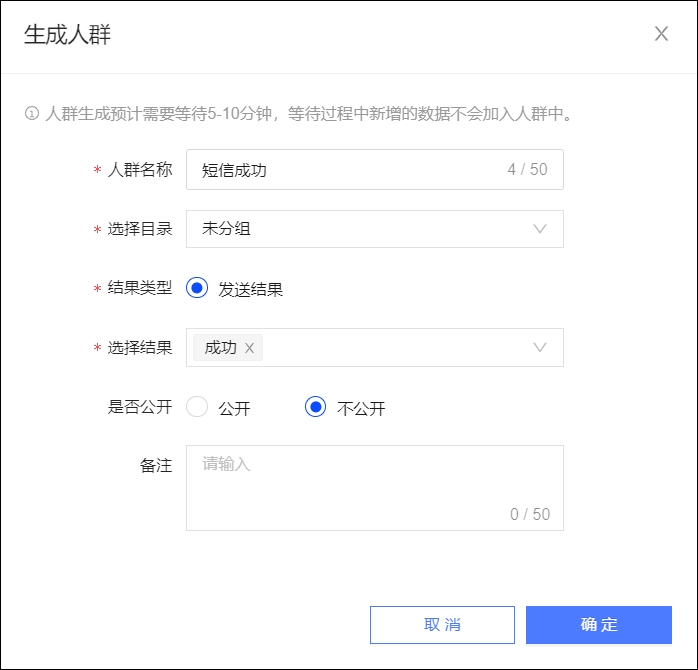 生成人群
人群生成预计需要等待5-10分钟，等待过程中新增的数据不会加入人群中。
* 人群名称 短信成功 4 / 50
* 选择目录 未分组
* 结果类型 发送结果
* 选择结果 成功 X
是否公开 公开 不公开
备注 请输入
0 / 50
取消 确定